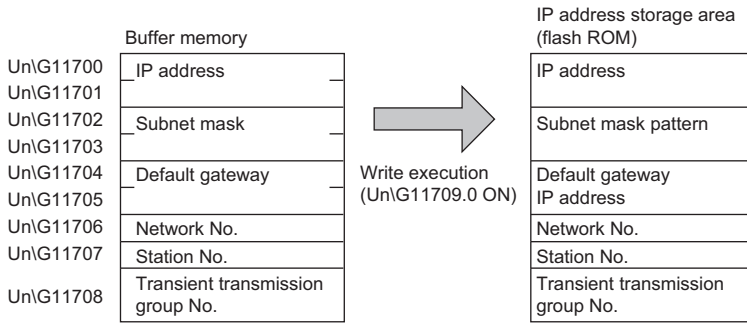 IP address storage area
(flash ROM)
Buffer memory
Un\G11700
IP address
IP address
Un\G11701
Un\G11702
Subnet mask
Subnet mask pattern
Un\G11703
Un\G11704
Default gateway
Write execution
Default gateway
Un\G11705
(Un\G11709.0 ON)
IP address
Un\G11706
Network No.
Network No.
Un\G11707
Station No.
Station No.
Un\G11708
Transient transmission
group No.
Transient transmission
group No.